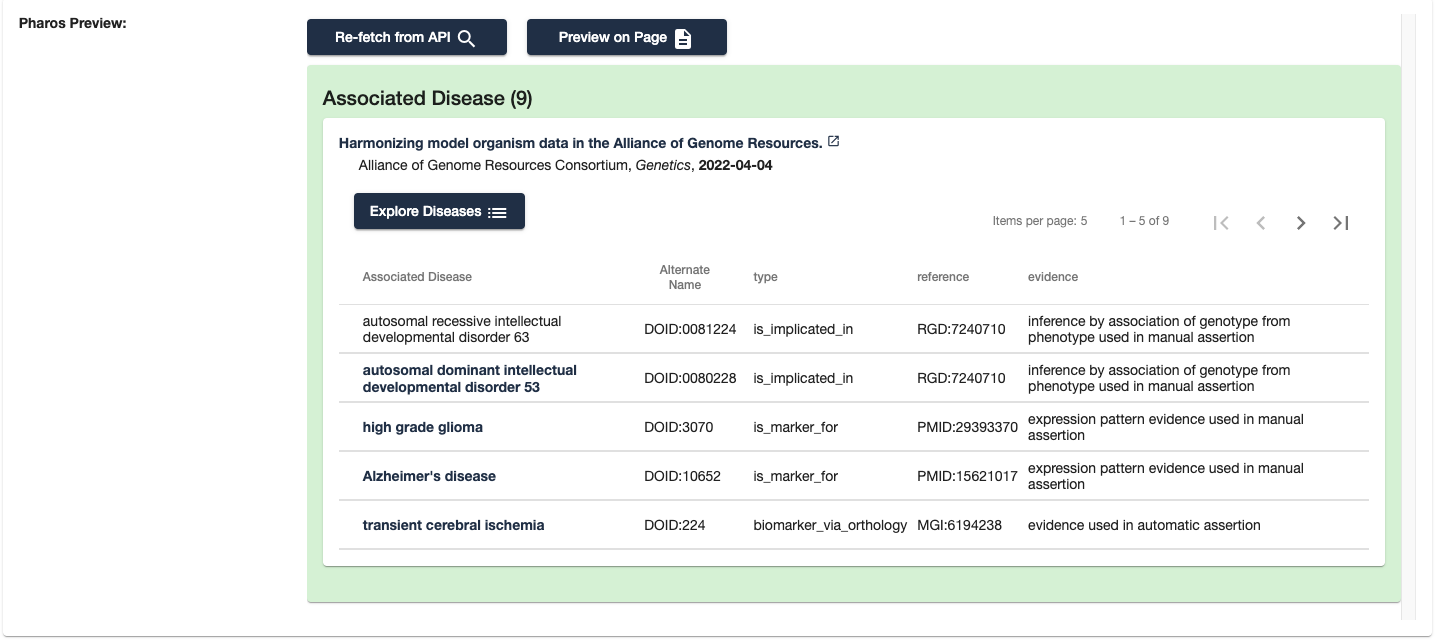 Pharos Preview:
Re-fetch from API
Preview on Page
Associated Disease (9)
Harmonizing model organism data in the Alliance of Genome Resources.
Alliance of Genome Resources Consortium, Genetics, 2022-04-04
Explore Diseases
Items per page: 5 1 – 5 of 9
Associated Disease Alternate Name type reference evidence
autosomal recessive intellectual developmental disorder 63 DOID:0081224 is_implicated_in RGD:7240710 inference by association of genotype from phenotype used in manual assertion
autosomal dominant intellectual developmental disorder 53 DOID:0080228 is_implicated_in RGD:7240710 inference by association of genotype from phenotype used in manual assertion
high grade glioma DOID:3070 is_marker_for PMID:29393370 expression pattern evidence used in manual assertion
Alzheimer's disease DOID:10652 is_marker_for PMID:15621017 expression pattern evidence used in manual assertion
transient cerebral ischemia DOID:224 biomarker_via_orthology MGI:6194238 evidence used in automatic assertion